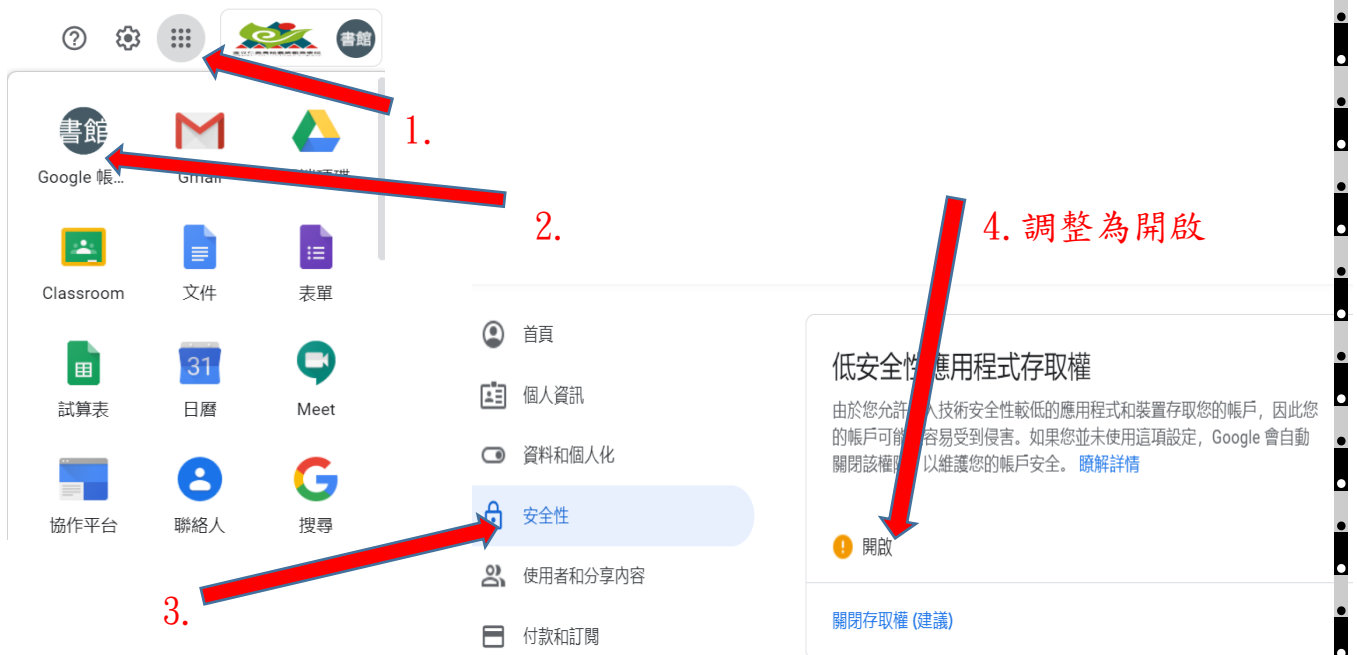 書館
1.
書館
Google 帳...
Gmail
2.
4.調整為開啟
Classroom
文件
表單
31
試算表
日曆
Meet
協作平台
聯絡人
搜尋
3.
首頁
個人資訊
資料和個人化
安全性
使用者和分享內容
付款和訂閱
低安全性應用程式存取權
由於您允許 入技術安全性較低的應用程式和裝置存取您的帳戶，因此您
的帳戶可能 容易受到侵害。如果您並未使用這項設定，Google 會自動
關閉該權 以維護您的帳戶安全。 瞭解詳情
開啟
關閉存取權 (建議)